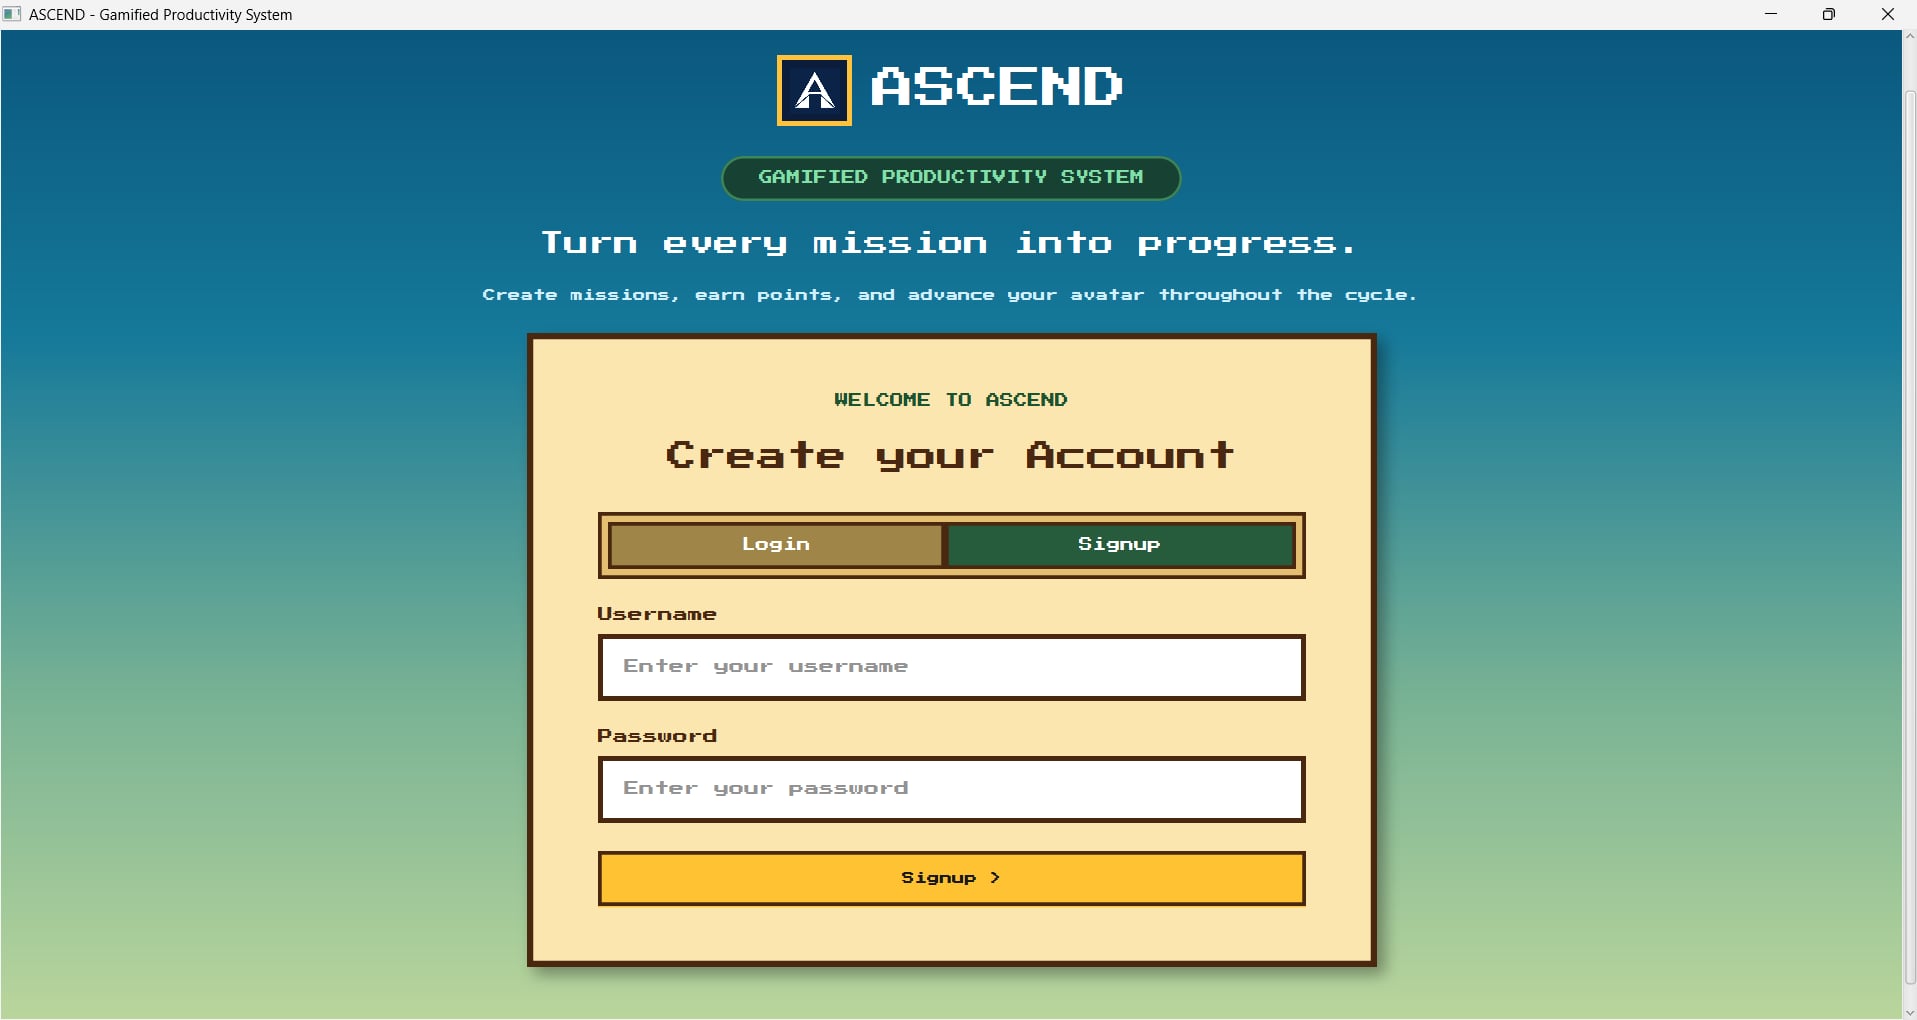 ASCEND - Gamified Productivity System
ASCEND
GAMIFIED PRODUCTIVITY SYSTEM
Turn every mission into progress.
Create missions, earn points, and advance your avatar throughout the cycle.
WELCOME TO ASCEND
Create your Account
Login Signup
Username
Enter your username
Password
Enter your password
Signup >